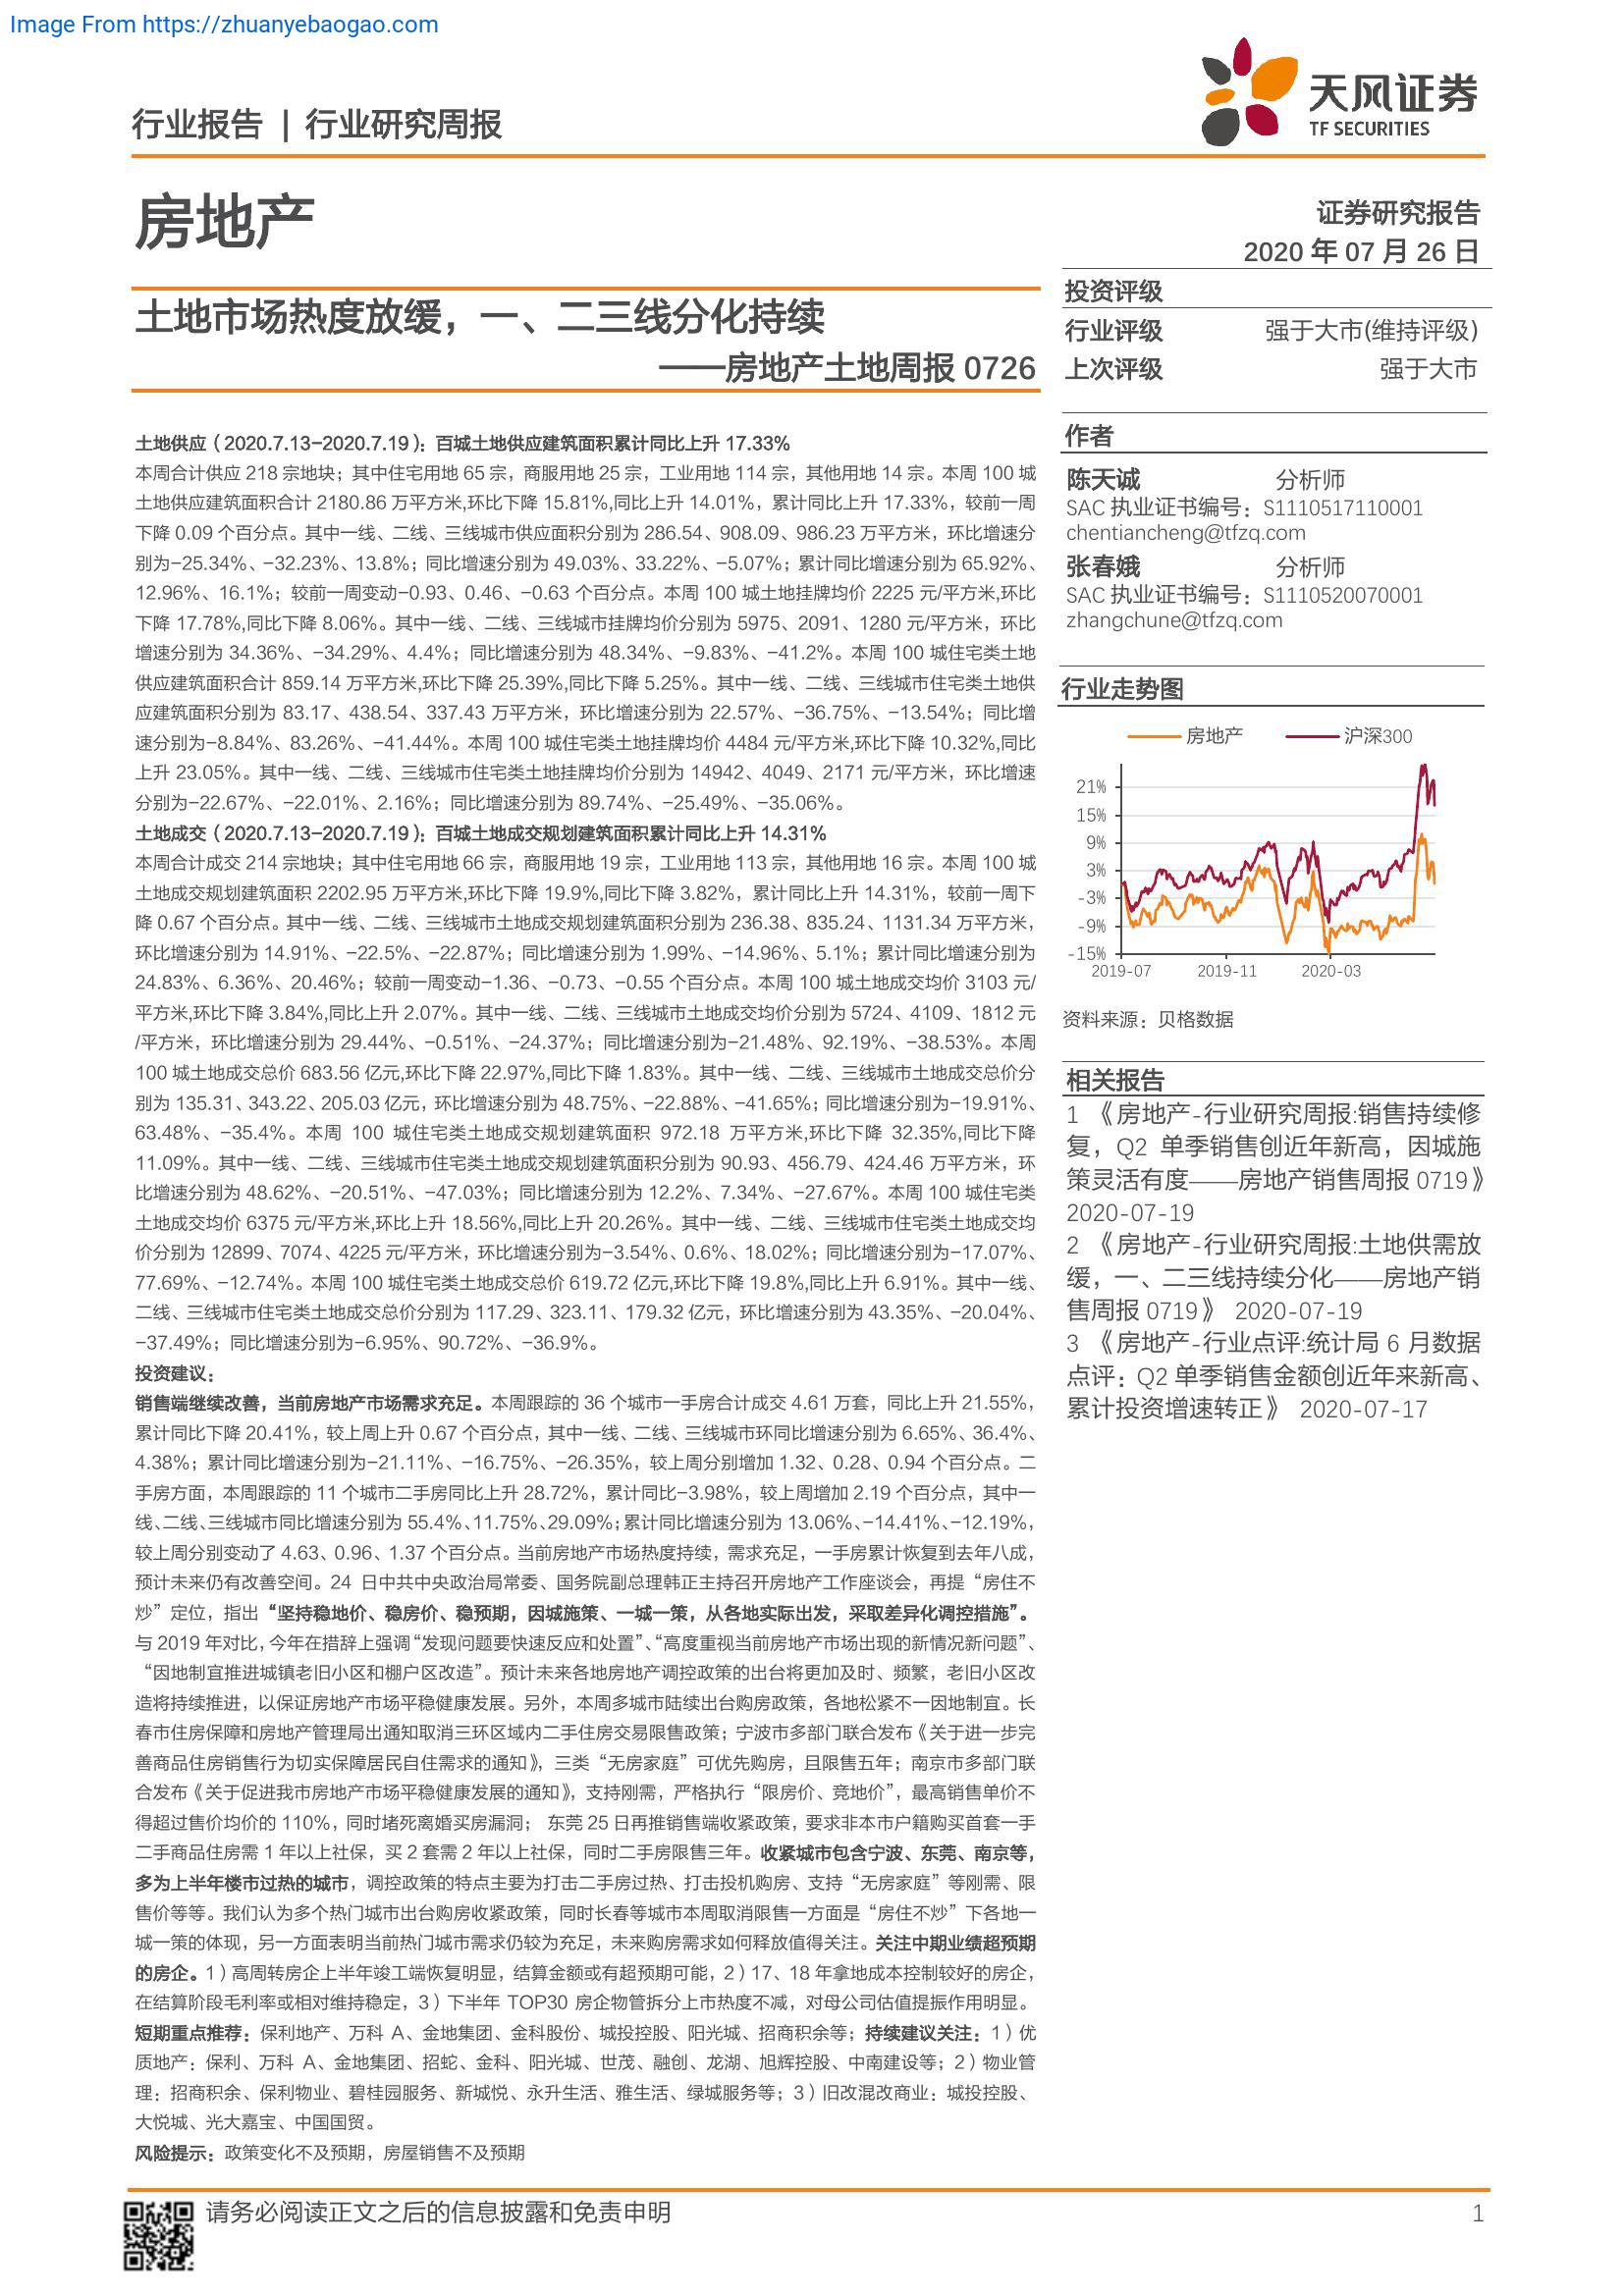 Image From https://zhuanyebaogao.com
行业报告 | 行业研究周报
天风证券
TF SECURITIES
房地产
证券研究报告
2020 年 07 月 26 日
土地市场热度放缓，一、二三线分化持续
——房地产土地周报 0726
土地供应（2020.7.13-2020.7.19）：百城土地供应建筑面积累计同比上升 17.33%
本周合计供应 218 宗地块；其中住宅用地 65 宗，商服用地 25 宗，工业用地 114 宗，其他用地 14 宗。本周 100 城
土地供应建筑面积合计 2180.86 万平方米,环比下降 15.81%,同比上升 14.01%，累计同比上升 17.33%，较前一周
下降 0.09 个百分点。其中一线、二线、三线城市供应面积分别为 286.54、908.09、986.23 万平方米，环比增速分
别为-25.34%、-32.23%、13.8%；同比增速分别为 49.03%、33.22%、-5.07%；累计同比增速分别为 65.92%、
12.96%、16.1%；较前一周变动-0.93、0.46、-0.63 个百分点。本周 100 城土地挂牌均价 2225 元/平方米,环比
下降 17.78%,同比下降 8.06%。其中一线、二线、三线城市挂牌均价分别为 5975、2091、1280 元/平方米，环比
增速分别为 34.36%、-34.29%、4.4%；同比增速分别为 48.34%、-9.83%、-41.2%。本周 100 城住宅类土地
供应建筑面积合计 859.14 万平方米,环比下降 25.39%,同比下降 5.25%。其中一线、二线、三线城市住宅类土地供
应建筑面积分别为 83.17、438.54、337.43 万平方米，环比增速分别为 22.57%、-36.75%、-13.54%；同比增
速分别为-8.84%、83.26%、-41.44%。本周 100 城住宅类土地挂牌均价 4484 元/平方米,环比下降 10.32%,同比
上升 23.05%。其中一线、二线、三线城市住宅类土地挂牌均价分别为 14942、4049、2171 元/平方米，环比增速
分别为-22.67%、-22.01%、2.16%；同比增速分别为 89.74%、-25.49%、-35.06%。
土地成交（2020.7.13-2020.7.19）：百城土地成交规划建筑面积累计同比上升 14.31%
本周合计成交 214 宗地块；其中住宅用地 66 宗，商服用地 19 宗，工业用地 113 宗，其他用地 16 宗。本周 100 城
土地成交规划建筑面积 2202.95 万平方米,环比下降 19.9%,同比下降 3.82%，累计同比上升 14.31%，较前一周下
降 0.67 个百分点。其中一线、二线、三线城市土地成交规划建筑面积分别为 236.38、835.24、1131.34 万平方米，
环比增速分别为 14.91%、-22.5%、-22.87%；同比增速分别为 1.99%、-14.96%、5.1%；累计同比增速分别为
24.83%、6.36%、20.46%；较前一周变动-1.36、-0.73、-0.55 个百分点。本周 100 城土地成交均价 3103 元/
平方米,环比下降 3.84%,同比上升 2.07%。其中一线、二线、三线城市土地成交均价分别为 5724、4109、1812 元
/平方米，环比增速分别为 29.44%、-0.51%、-24.37%；同比增速分别为-21.48%、92.19%、-38.53%。本周
100 城土地成交总价 683.56 亿元,环比下降 22.97%,同比下降 1.83%。其中一线、二线、三线城市土地成交总价分
别为 135.31、343.22、205.03 亿元，环比增速分别为 48.75%、-22.88%、-41.65%；同比增速分别为-19.91%、
63.48%、-35.4%。本周 100 城住宅类土地成交规划建筑面积 972.18 万平方米,环比下降 32.35%,同比下降
11.09%。其中一线、二线、三线城市住宅类土地成交规划建筑面积分别为 90.93、456.79、424.46 万平方米，环
比增速分别为 48.62%、-20.51%、-47.03%；同比增速分别为 12.2%、7.34%、-27.67%。本周 100 城住宅类
土地成交均价 6375 元/平方米,环比上升 18.56%,同比上升 20.26%。其中一线、二线、三线城市住宅类土地成交均
价分别为 12899、7074、4225 元/平方米，环比增速分别为-3.54%、0.6%、18.02%；同比增速分别为-17.07%、
77.69%、-12.74%。本周 100 城住宅类土地成交总价 619.72 亿元,环比下降 19.8%,同比上升 6.91%。其中一线、
二线、三线城市住宅类土地成交总价分别为 117.29、323.11、179.32 亿元，环比增速分别为 43.35%、-20.04%、
-37.49%；同比增速分别为-6.95%、90.72%、-36.9%。
投资建议：
销售端继续改善，当前房地产市场需求充足。本周跟踪的 36 个城市一手房合计成交 4.61 万套，同比上升 21.55%，
累计同比下降 20.41%，较上周上升 0.67 个百分点，其中一线、二线、三线城市环同比增速分别为 6.65%、36.4%、
4.38%；累计同比增速分别为-21.11%、-16.75%、-26.35%，较上周分别增加 1.32、0.28、0.94 个百分点。二
手房方面，本周跟踪的 11 个城市二手房同比上升 28.72%，累计同比-3.98%，较上周增加 2.19 个百分点，其中一
线、二线、三线城市同比增速分别为 55.4%、11.75%、29.09%；累计同比增速分别为 13.06%、-14.41%、-12.19%，
较上周分别变动了 4.63、0.96、1.37 个百分点。当前房地产市场热度持续，需求充足，一手房累计恢复到去年八成，
预计未来仍有改善空间。24 日中共中央政治局常委、国务院副总理韩正主持召开房地产工作座谈会，再提“房住不
炒”定位，指出“坚持稳地价、稳房价、稳预期，因城施策、一城一策，从各地实际出发，采取差异化调控措施”。
与 2019 年对比，今年在措辞上强调“发现问题要快速反应和处置”、“高度重视当前房地产市场出现的新情况新问题”、
“因地制宜推进城镇老旧小区和棚户区改造”。预计未来各地房地产调控政策的出台将更加及时、频繁，老旧小区改
造将持续推进，以保证房地产市场平稳健康发展。另外，本周多城市陆续出台购房政策，各地松紧不一因地制宜。长
春市住房保障和房地产管理局出通知取消三环区域内二手住房交易限售政策；宁波市多部门联合发布《关于进一步完
善商品住房销售行为切实保障居民自住需求的通知》，三类“无房家庭”可优先购房，且限售五年；南京市多部门联
合发布《关于促进我市房地产市场平稳健康发展的通知》，支持刚需，严格执行“限房价、竞地价”，最高销售单价不
得超过售价均价的 110%，同时堵死离婚买房漏洞； 东莞 25 日再推销售端收紧政策，要求非本市户籍购买首套一手
二手商品住房需 1 年以上社保，买 2 套需 2 年以上社保，同时二手房限售三年。收紧城市包含宁波、东莞、南京等，
多为上半年楼市过热的城市，调控政策的特点主要为打击二手房过热、打击投机购房、支持“无房家庭”等刚需、限
售价等等。我们认为多个热门城市出台购房收紧政策，同时长春等城市本周取消限售一方面是“房住不炒”下各地一
城一策的体现，另一方面表明当前热门城市需求仍较为充足，未来购房需求如何释放值得关注。关注中期业绩超预期
的房企。1）高周转房企上半年竣工端恢复明显，结算金额或有超预期可能，2）17、18 年拿地成本控制较好的房企，
在结算阶段毛利率或相对维持稳定，3）下半年 TOP30 房企物管拆分上市热度不减，对母公司估值提振作用明显。
短期重点推荐：保利地产、万科 A、金地集团、金科股份、城投控股、阳光城、招商积余等；持续建议关注：1）优
质地产：保利、万科 A、金地集团、招蛇、金科、阳光城、世茂、融创、龙湖、旭辉控股、中南建设等；2）物业管
理：招商积余、保利物业、碧桂园服务、新城悦、永升生活、雅生活、绿城服务等；3）旧改混改商业：城投控股、
大悦城、光大嘉宝、中国国贸。
风险提示：政策变化不及预期，房屋销售不及预期
投资评级
行业评级 强于大市(维持评级)
上次评级 强于大市
作者
陈天诚 分析师
SAC 执业证书编号：S1110517110001
chentiancheng@tfzq.com
张春娥 分析师
SAC 执业证书编号：S1110520070001
zhangchune@tfzq.com
行业走势图
房地产 沪深300
21%
15%
9%
3%
-3%
-9%
-15%
2019-07 2019-11 2020-03
资料来源：贝格数据
相关报告
1 《房地产-行业研究周报:销售持续修
复，Q2 单季销售创近年新高，因城施
策灵活有度——房地产销售周报 0719》
2020-07-19
2 《房地产-行业研究周报:土地供需放
缓，一、二三线持续分化——房地产销
售周报 0719》 2020-07-19
3 《房地产-行业点评:统计局 6 月数据
点评：Q2 单季销售金额创近年来新高、
累计投资增速转正》 2020-07-17
请务必阅读正文之后的信息披露和免责申明
1